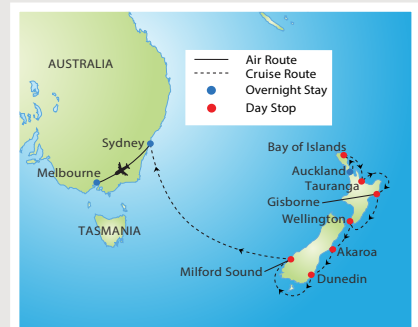 AUSTRALIA
Air Route
Cruise Route
Overnight Stay
Day Stop
Sydney
Bay of Islands
Melbourne
Auckland
Tauranga
Gisborne
Wellington
TASMANIA
Akaroa
Milford Sound
Dunedin